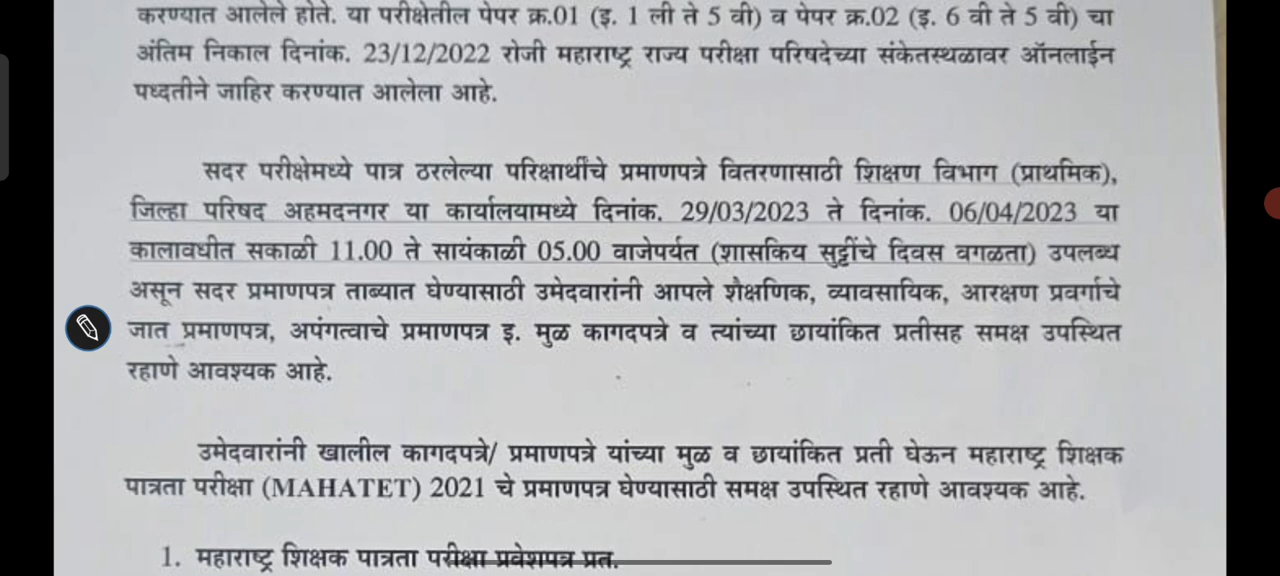 करण्यात आलेले होते. या परीक्षेतील पेपर क्र.01 (इ. 1 ली ते 5 वी) व पेपर क्र.02 (इ. 6 वी ते 5 वी) चा
अंतिम निकाल दिनांक. 23/12/2022 रोजी महाराष्ट्र राज्य परीक्षा परिषदेच्या संकेतस्थळावर ऑनलाईन
पध्दतीने जाहिर करण्यात आलेला आहे.
सदर परीक्षेमध्ये पात्र ठरलेल्या परिक्षार्थीचे प्रमाणपत्रे वितरणासाठी शिक्षण विभाग (प्राथमिक),
जिल्हा परिषद अहमदनगर या कार्यालयामध्ये दिनांक. 29/03/2023 ते दिनांक. 06/04/2023 या
कालावधीत सकाळी 11.00 ते सायंकाळी 05.00 वाजेपर्यत (शासकिय सुट्टींचे दिवस वगळता) उपलब्ध
असून सदर प्रमाणपत्र ताब्यात घेण्यासाठी उमेदवारांनी आपले शैक्षणिक, व्यावसायिक, आरक्षण प्रवर्गाचे
जात प्रमाणपत्र, अपंगत्वाचे प्रमाणपत्र इ. मुळ कागदपत्रे व त्यांच्या छायांकित प्रतीसह समक्ष उपस्थित
रहाणे आवश्यक आहे.
उमेदवारांनी खालील कागदपत्रे/ प्रमाणपत्रे यांच्या मुळ व छायांकित प्रती घेऊन महाराष्ट्र शिक्षक
पात्रता परीक्षा (MAHATET) 2021 चे प्रमाणपत्र घेण्यासाठी समक्ष उपस्थित रहाणे आवश्यक आहे.
1. महाराष्ट्र शिक्षक पात्रता परीक्षा प्रवेशपत्र प्रत.